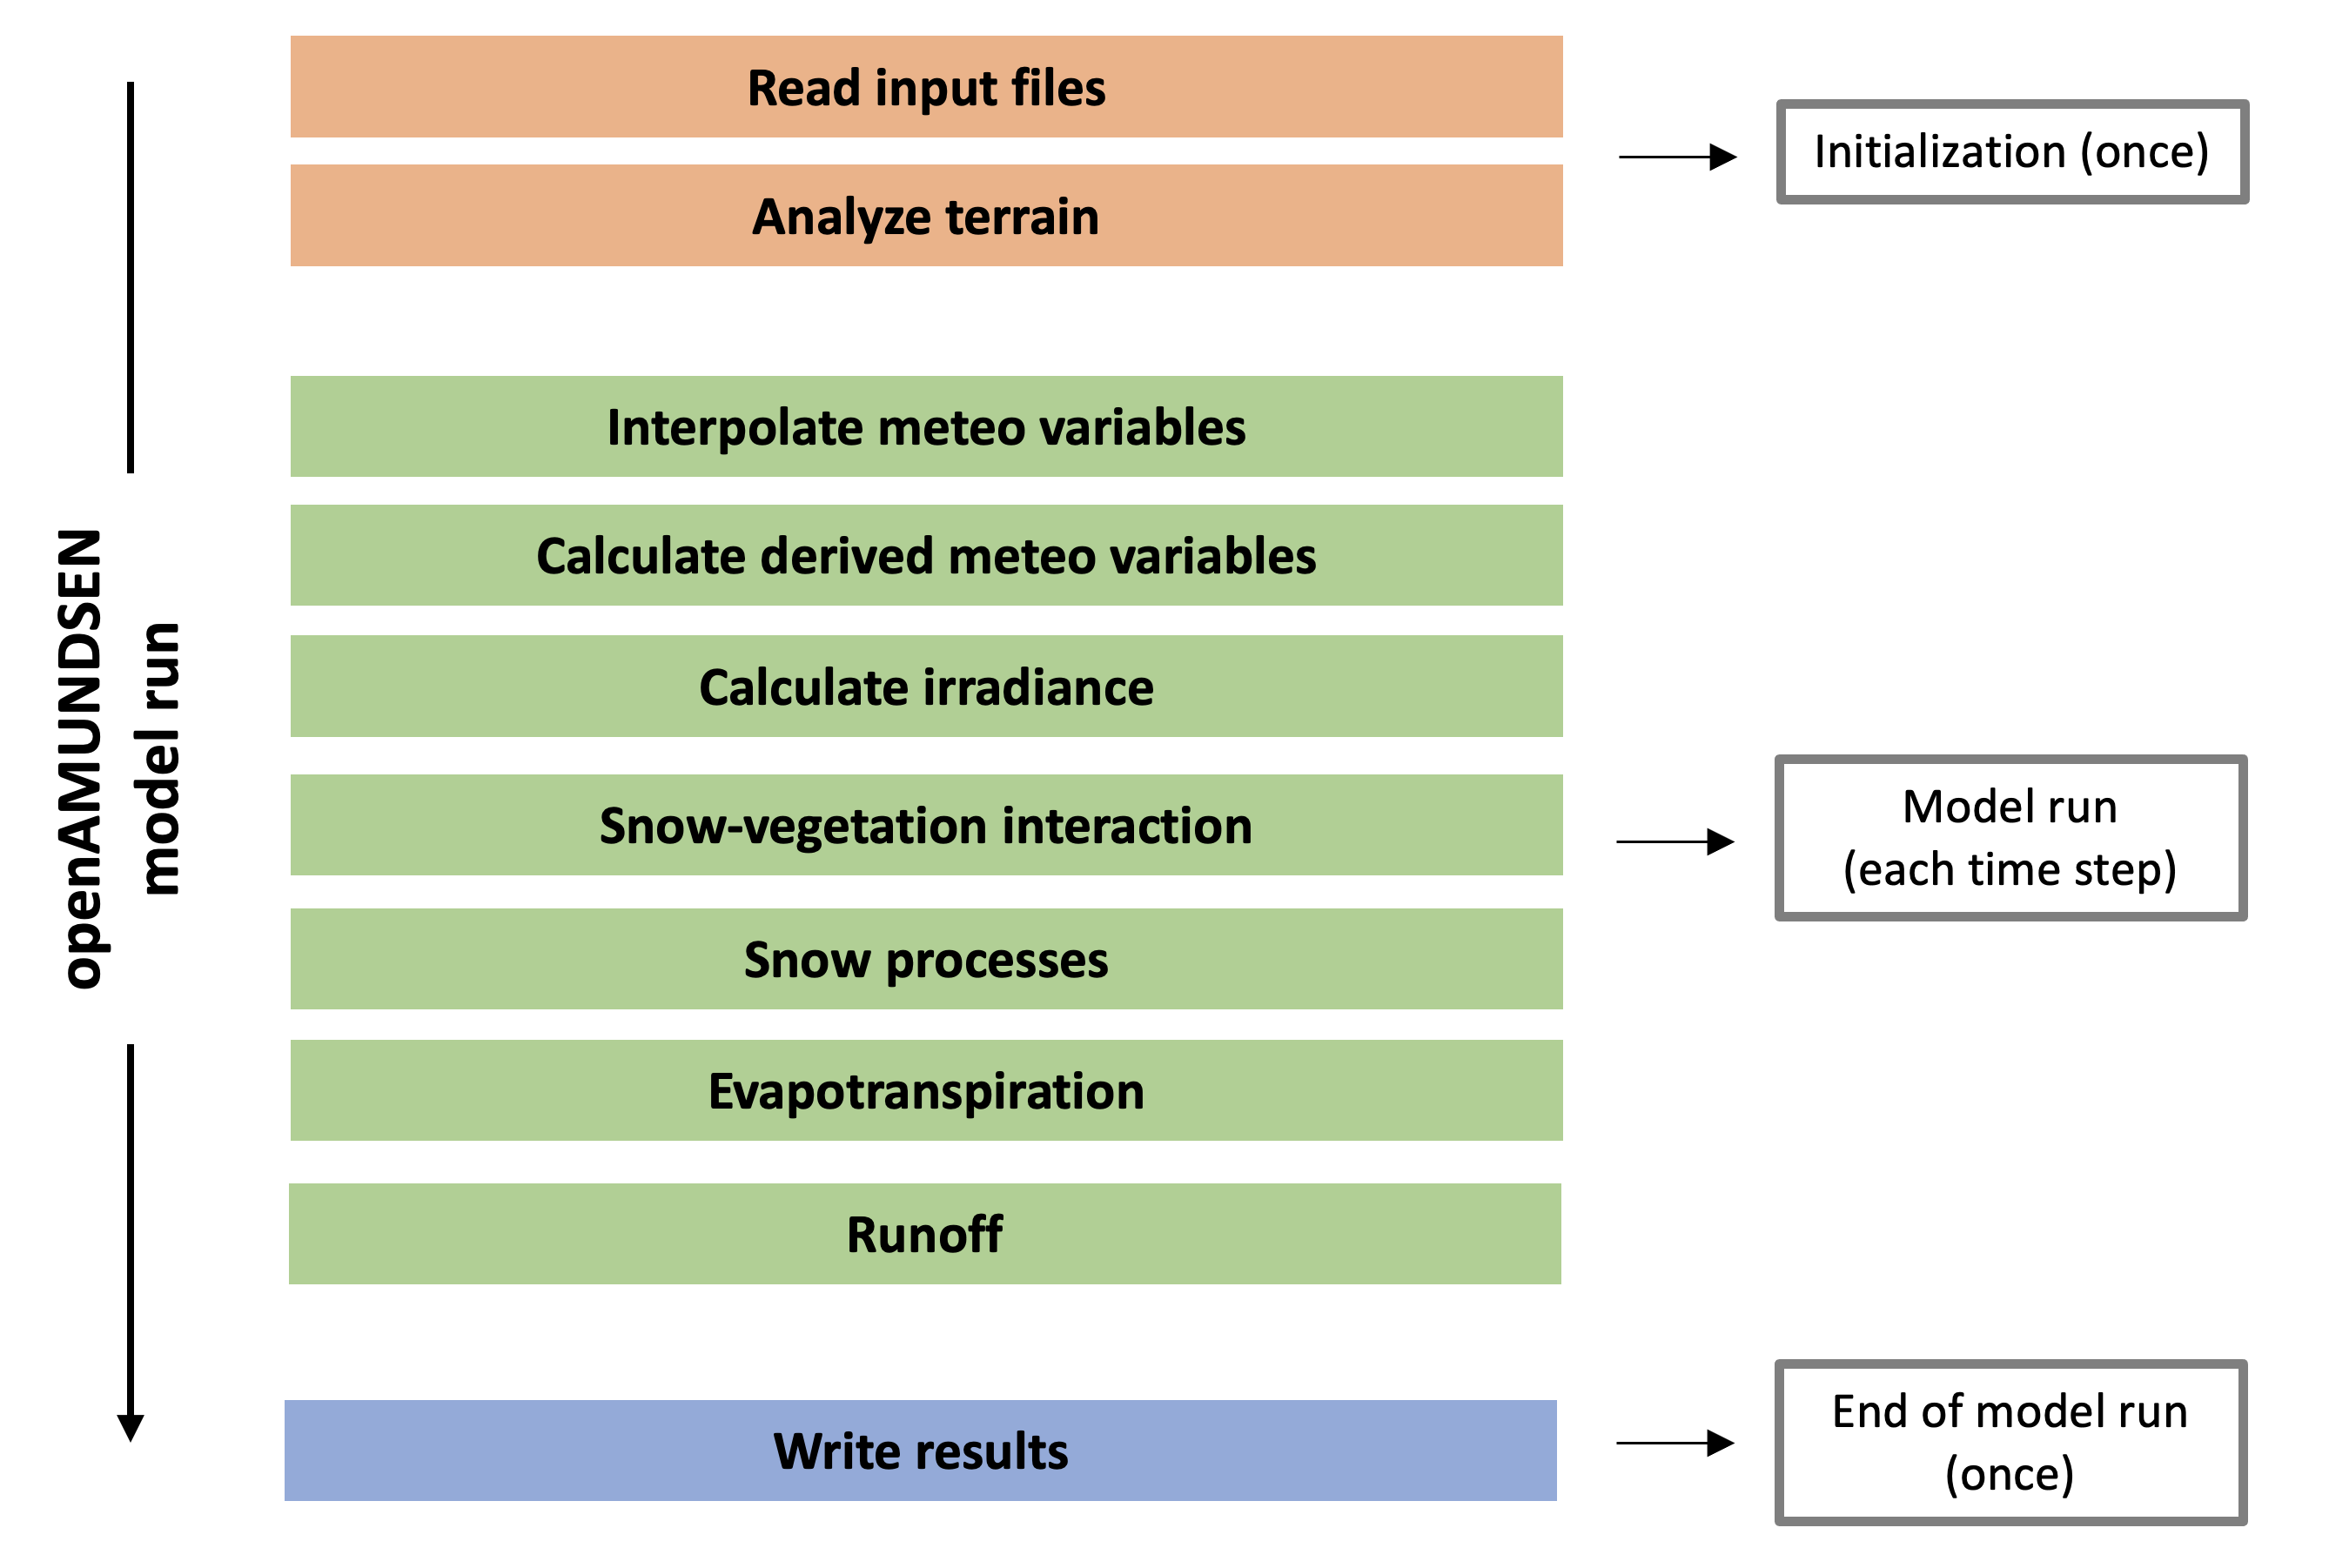 openAMUNDSEN
model run
Read input files
Analyze terrain
Initialization (once)
Interpolate meteo variables
Calculate derived meteo variables
Calculate irradiance
Snow-vegetation interaction
Snow processes
Evapotranspiration
Runoff
Model run
(each time step)
Write results
End of model run
(once)